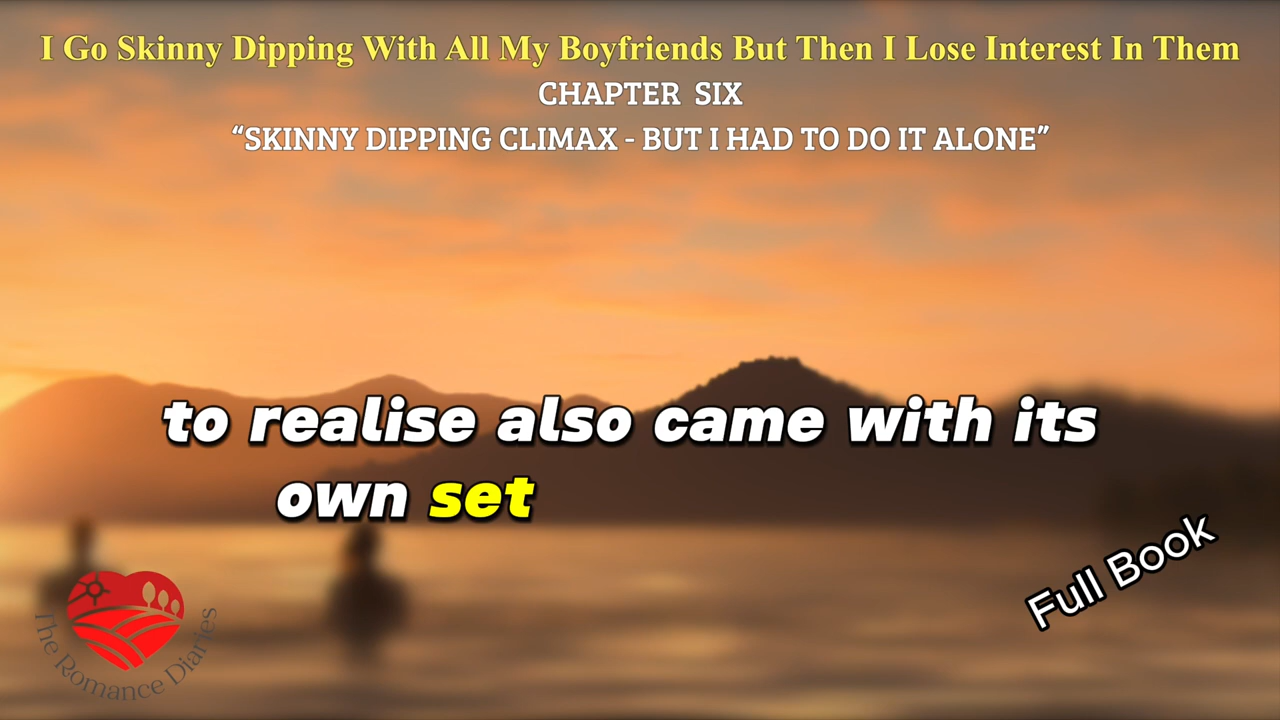 I Go Skinny Dipping With All My Boyfriends But Then I Lose Interest In Them
CHAPTER SIX
“SKINNY DIPPING CLIMAX - BUT I HAD TO DO IT ALONE”
to realise also came with its
own set
Full Book
The Romance Diaries